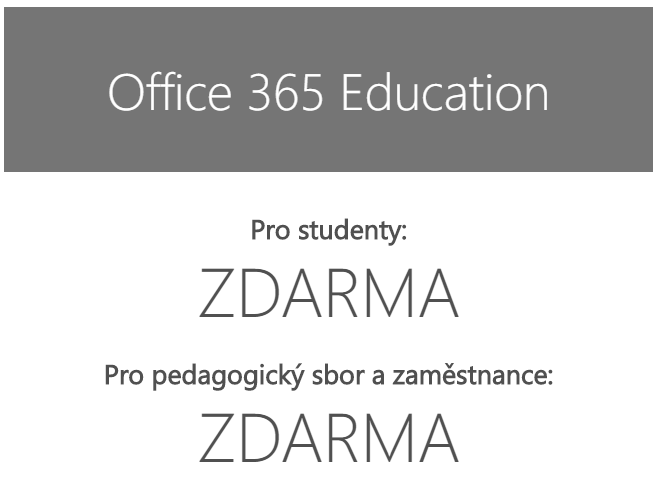 Office 365 Education
Pro studenty:
ZDARMA
Pro pedagogický sbor a zaměstnance:
ZDARMA